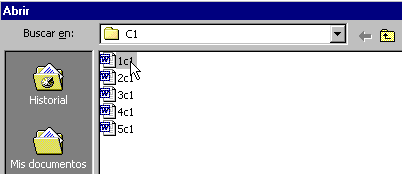 Abrir
Buscar en: C1
1c1
2c1
3c1
4c1
5c1
Historial
Mis documentos